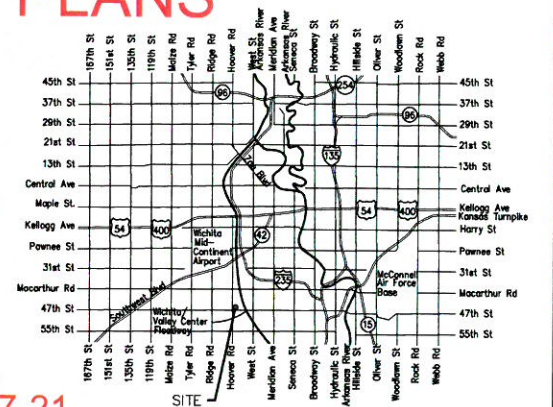 PLANS
167th St
151st St
135th St
119th St
Maize Rd
Tyler Rd
Ridge Rd
Hoover Rd
West St
Arkansas River
Meridian Ave
Arkansas River
Seneca St
Broadway St
Hydraulic St
Hillside St
Oliver St
Woodlawn St
Rock Rd
Webb Rd
45th St
96
254
45th St
37th St
37th St
29th St
96
29th St
21st St
135
21st St
13th St
Zoo Blvd
13th St
Central Ave
Central Ave
Maple St.
54
400
Kellogg Ave
Kansas Turnpike
Kellogg Ave
54
400
Wichita
Mid-
Continent
Airport
42
Harry St
Pawnee St
Pawnee St
31st St
235
McConnell
Air Force
Base
31st St
Macarthur Rd
Macarthur Rd
Southwest Blvd
47th St
Wichita/
Valley Center
Floodway
15
47th St
55th St
55th St
167th St
151st St
135th St
119th St
Maize Rd
Tyler Rd
Ridge Rd
Hoover Rd
West St
Meridian Ave
Seneca St
Broadway St
Hydraulic St
Arkansas River
Hillside St
Oliver St
Woodlawn St
Rock Rd
Webb Rd
SITE